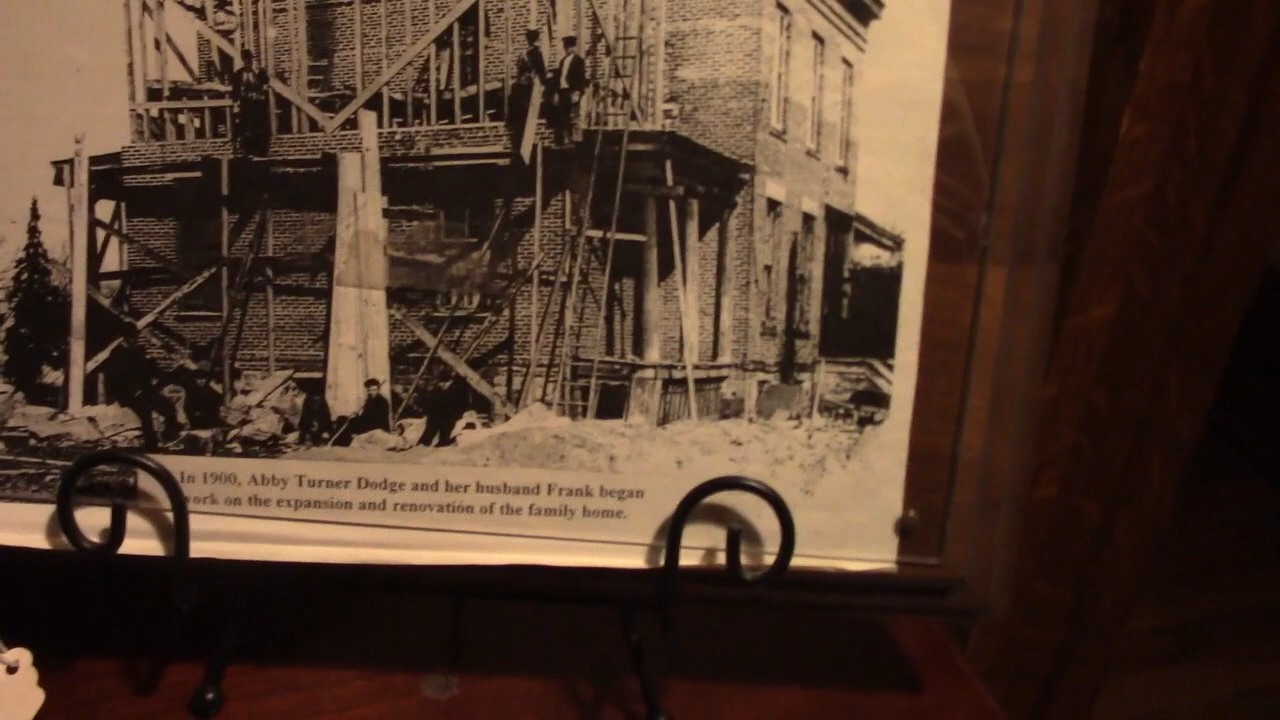 In 1900, Abby Turner Dodge and her husband Frank began
work on the expansion and renovation of the family home.